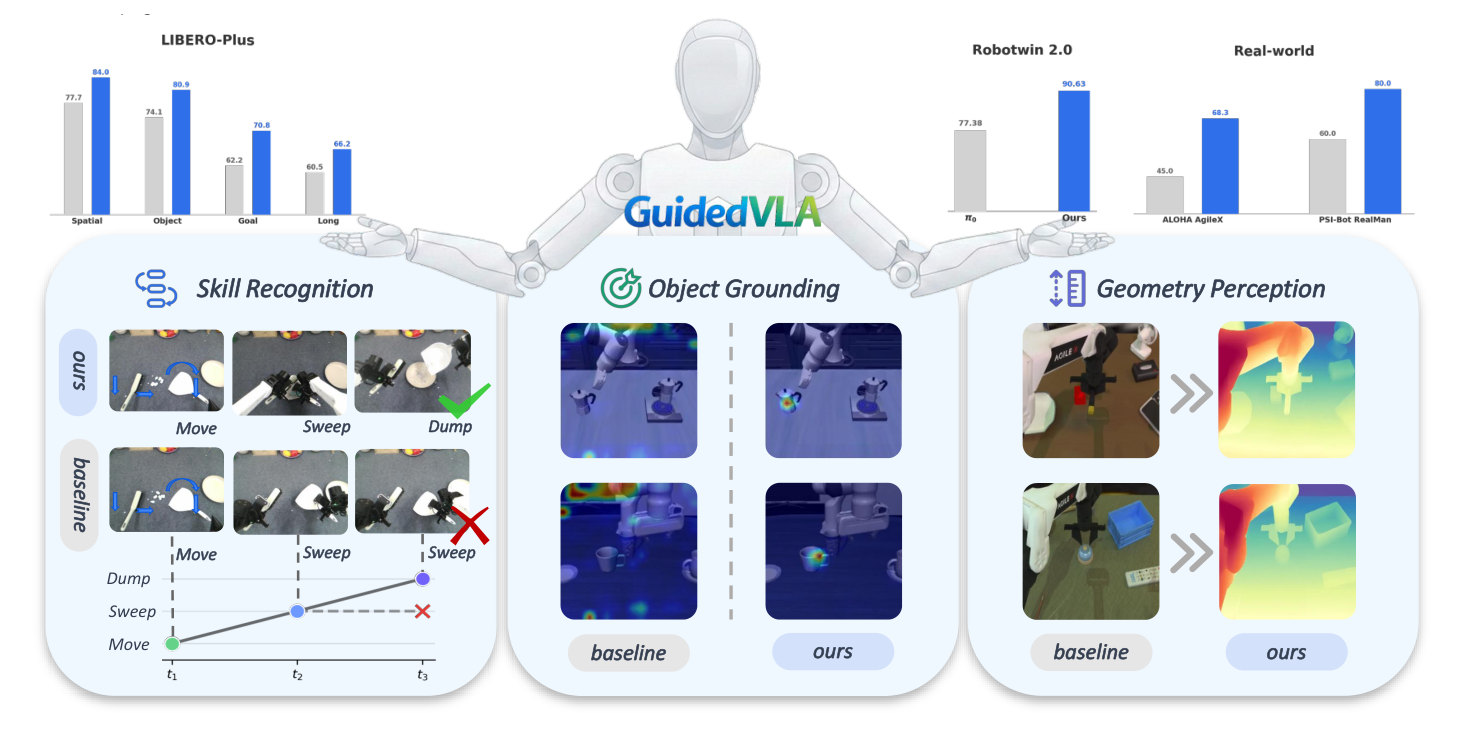 LIBERO-Plus
84.0
77.7
80.9
74.1
70.8
62.2
66.2
60.5
Spatial Object Goal Long
Robotwin 2.0
90.63
77.38
π₀ Ours
Real-world
80.0
68.3
60.0
45.0
ALOHA AgileX PSI-Bot RealMan
GuidedVLA
Skill Recognition
ours
Move Sweep Dump
baseline
Move Sweep Sweep
Dump
Sweep
Move
t₁ t₂ t₃
Object Grounding
baseline ours
Geometry Perception
AGILE
baseline ours